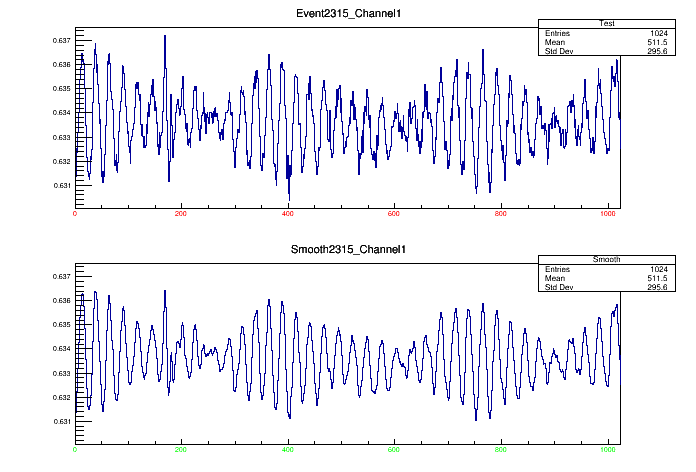 Event2315_Channel1
Test
Entries 1024
Mean 511.5
Std Dev 295.6
0.637
0.636
0.635
0.634
0.633
0.632
0.631
0 200 400 600 800 1000
Smooth2315_Channel1
Smooth
Entries 1024
Mean 511.5
Std Dev 295.6
0.637
0.636
0.635
0.634
0.633
0.632
0.631
0 200 400 600 800 1000